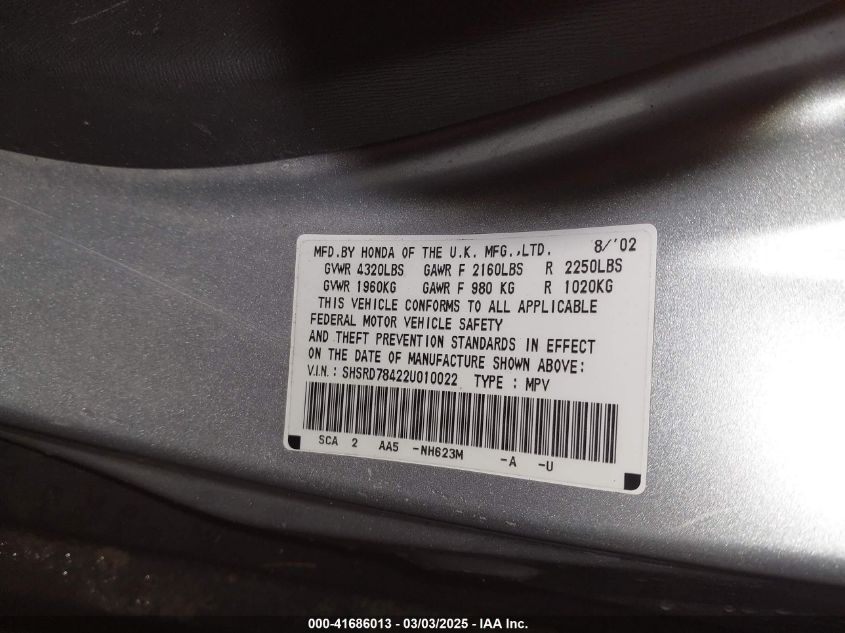 MFD.BY HONDA OF THE U.K. MFG.,LTD. 8/'02
GVWR 4320LBS GAWR F 2160LBS R 2250LBS
GVWR 1960KG GAWR F 980 KG R 1020KG
THIS VEHICLE CONFORMS TO ALL APPLICABLE
FEDERAL MOTOR VEHICLE SAFETY
AND THEFT PREVENTION STANDARDS IN EFFECT
ON THE DATE OF MANUFACTURE SHOWN ABOVE:
V.I.N.: SHSRD78422U010022 TYPE : MPV
SCA 2 AA5 -NH623M -A -U
000-41686013 - 03/03/2025 - IAA Inc.